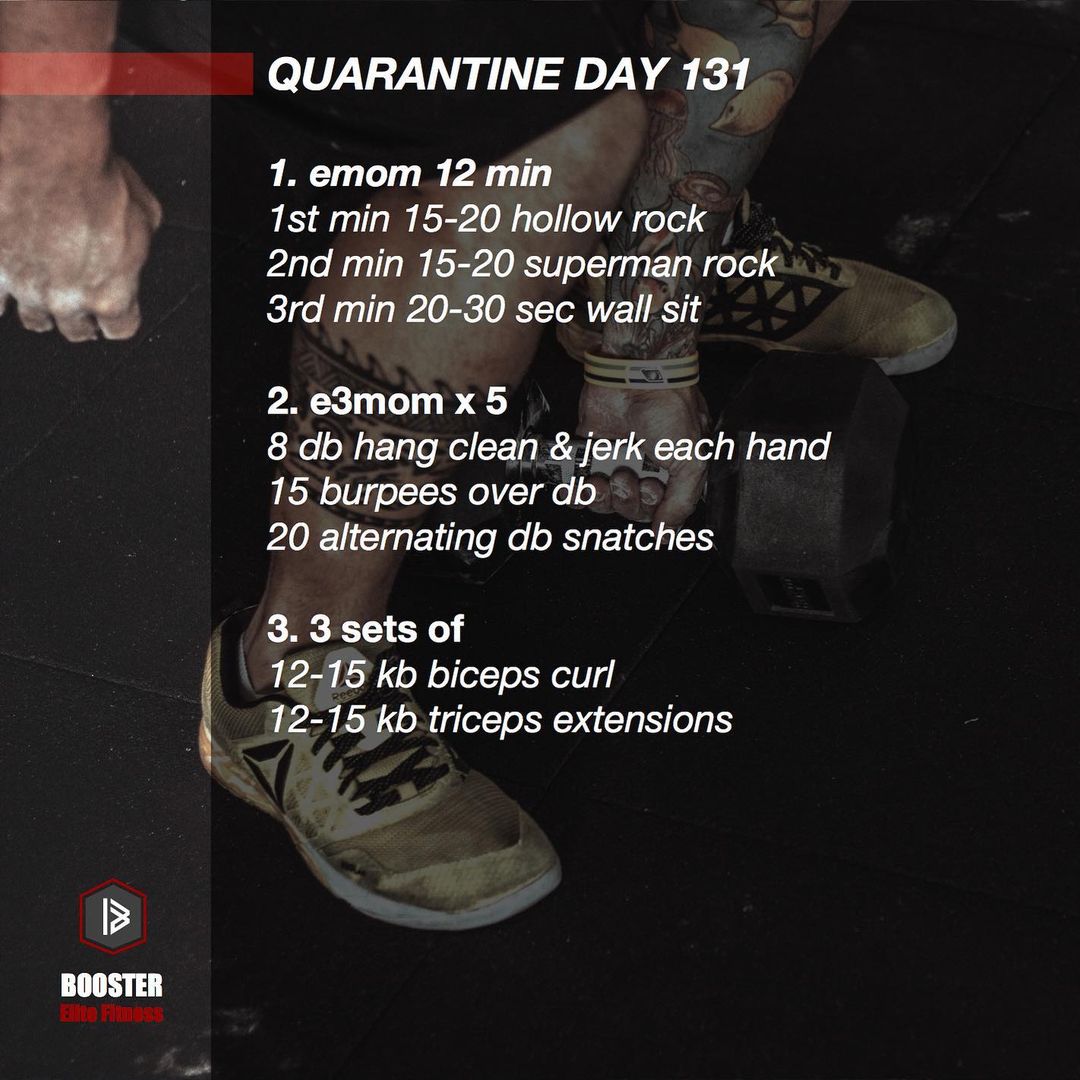 QUARANTINE DAY 131
1. emom 12 min
1st min 15-20 hollow rock
2nd min 15-20 superman rock
3rd min 20-30 sec wall sit
2. e3mom x 5
8 db hang clean & jerk each hand
15 burpees over db
20 alternating db snatches
3. 3 sets of
12-15 kb biceps curl
12-15 kb triceps extensions
Reebok
BOOSTER
Elite Fitness